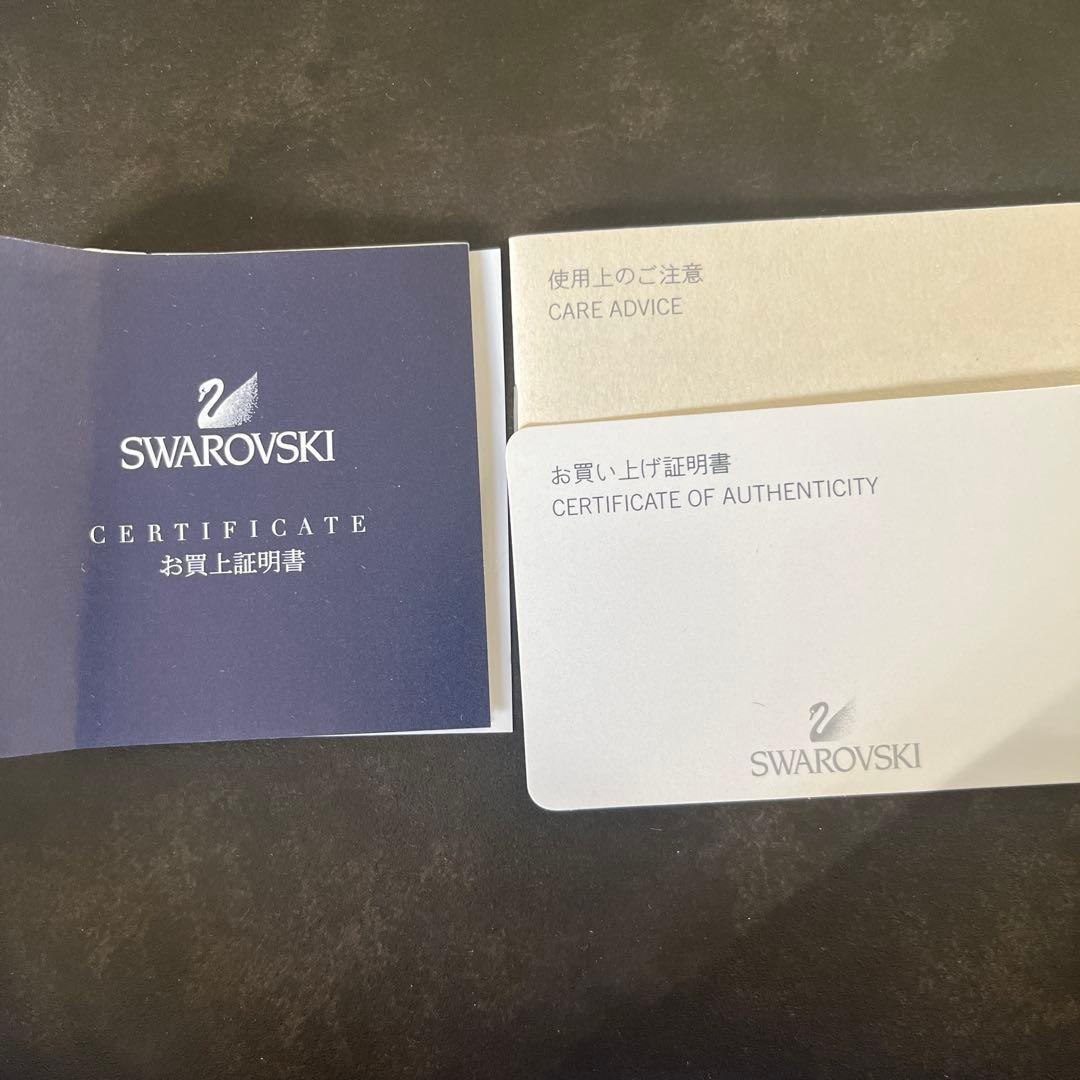 SWAROVSKI
CERTIFICATE
お買上証明書
使用上のご注意
CARE ADVICE
お買い上げ証明書
CERTIFICATE OF AUTHENTICITY
SWAROVSKI